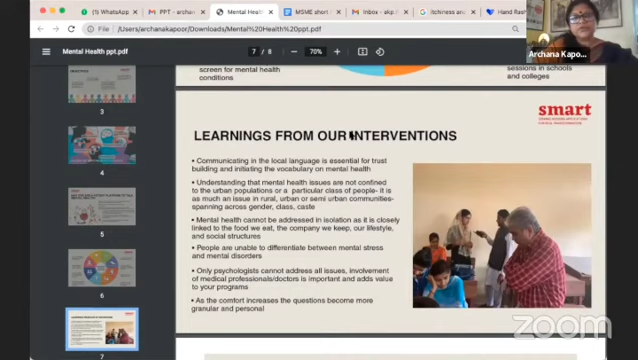 WhatsApp
PPT - archanakapoor
Mental Health ppt.pdf
MSME short
Inbox - akp.
itchiness and
Hand Rash
File
/Users/archanakapoor/Downloads/Mental%20Health%20ppt.pdf
Mental Health ppt.pdf
7 / 8
70%
Archana Kapo...
screen for mental health
conditions
sessions in schools
and colleges
3
4
5
6
7
smart
LEARNINGS FROM OUR INTERVENTIONS
• Communicating in the local language is essential for trust
building and initiating the vocabulary on mental health
• Understanding that mental health issues are not confined
to the urban populations or a particular class of people- it is
as much an issue in rural, urban or semi urban communities-
spanning across gender, class, caste
• Mental health cannot be addressed in isolation as it is closely
linked to the food we eat, the company we keep, our lifestyle,
and social structures
• People are unable to differentiate between mental stress
and mental disorders
• Only psychologists cannot address all issues, involvement
of medical professionals/doctors is important and adds value
to your programs
• As the comfort increases the questions become more
granular and personal
zoom